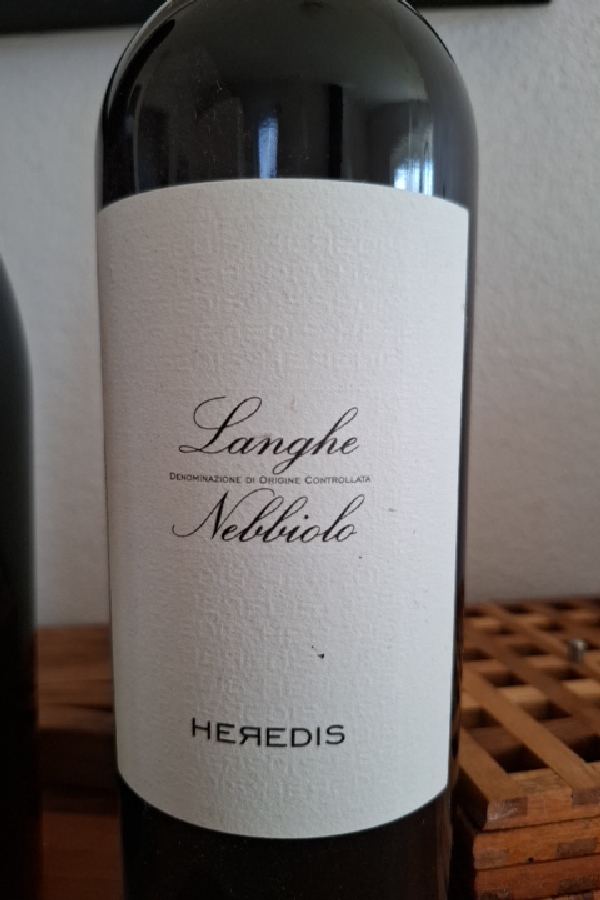 Langhe
Denominazione di Origine Controllata
Nebbiolo
HEЯEDIS